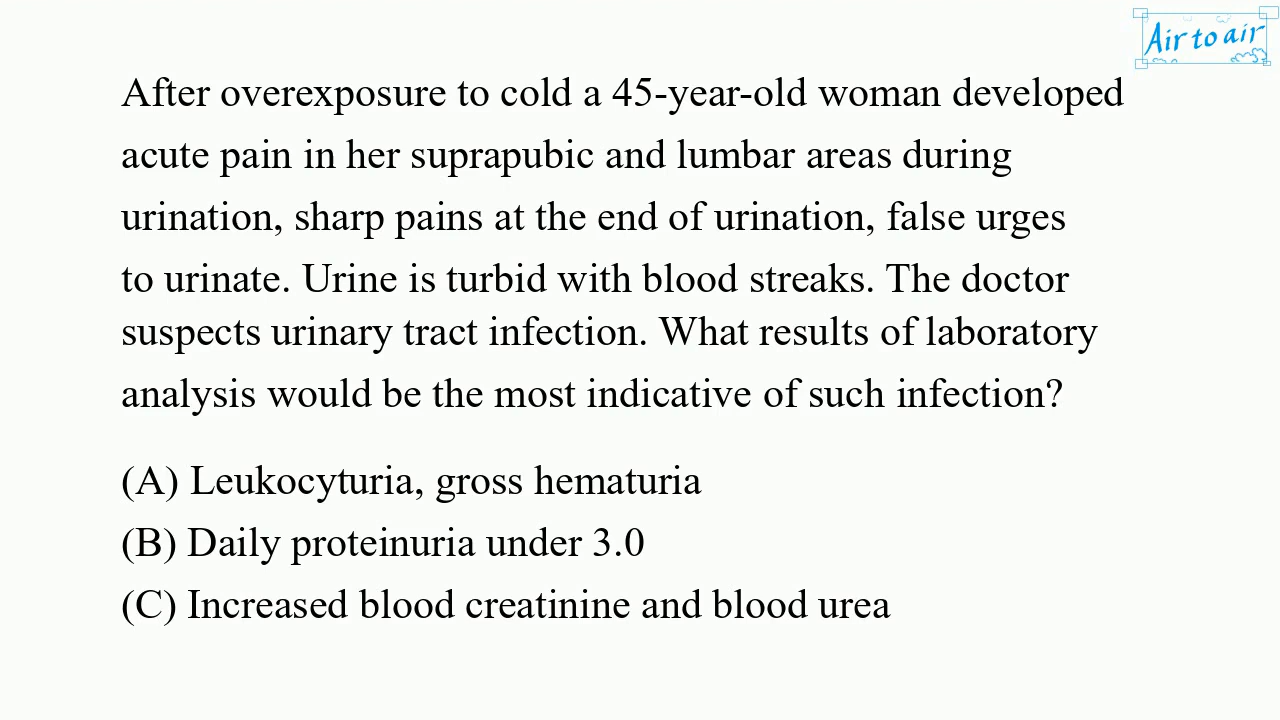 Air to air
After overexposure to cold a 45-year-old woman developed
acute pain in her suprapubic and lumbar areas during
urination, sharp pains at the end of urination, false urges
to urinate. Urine is turbid with blood streaks. The doctor
suspects urinary tract infection. What results of laboratory
analysis would be the most indicative of such infection?
(A) Leukocyturia, gross hematuria
(B) Daily proteinuria under 3.0
(C) Increased blood creatinine and blood urea